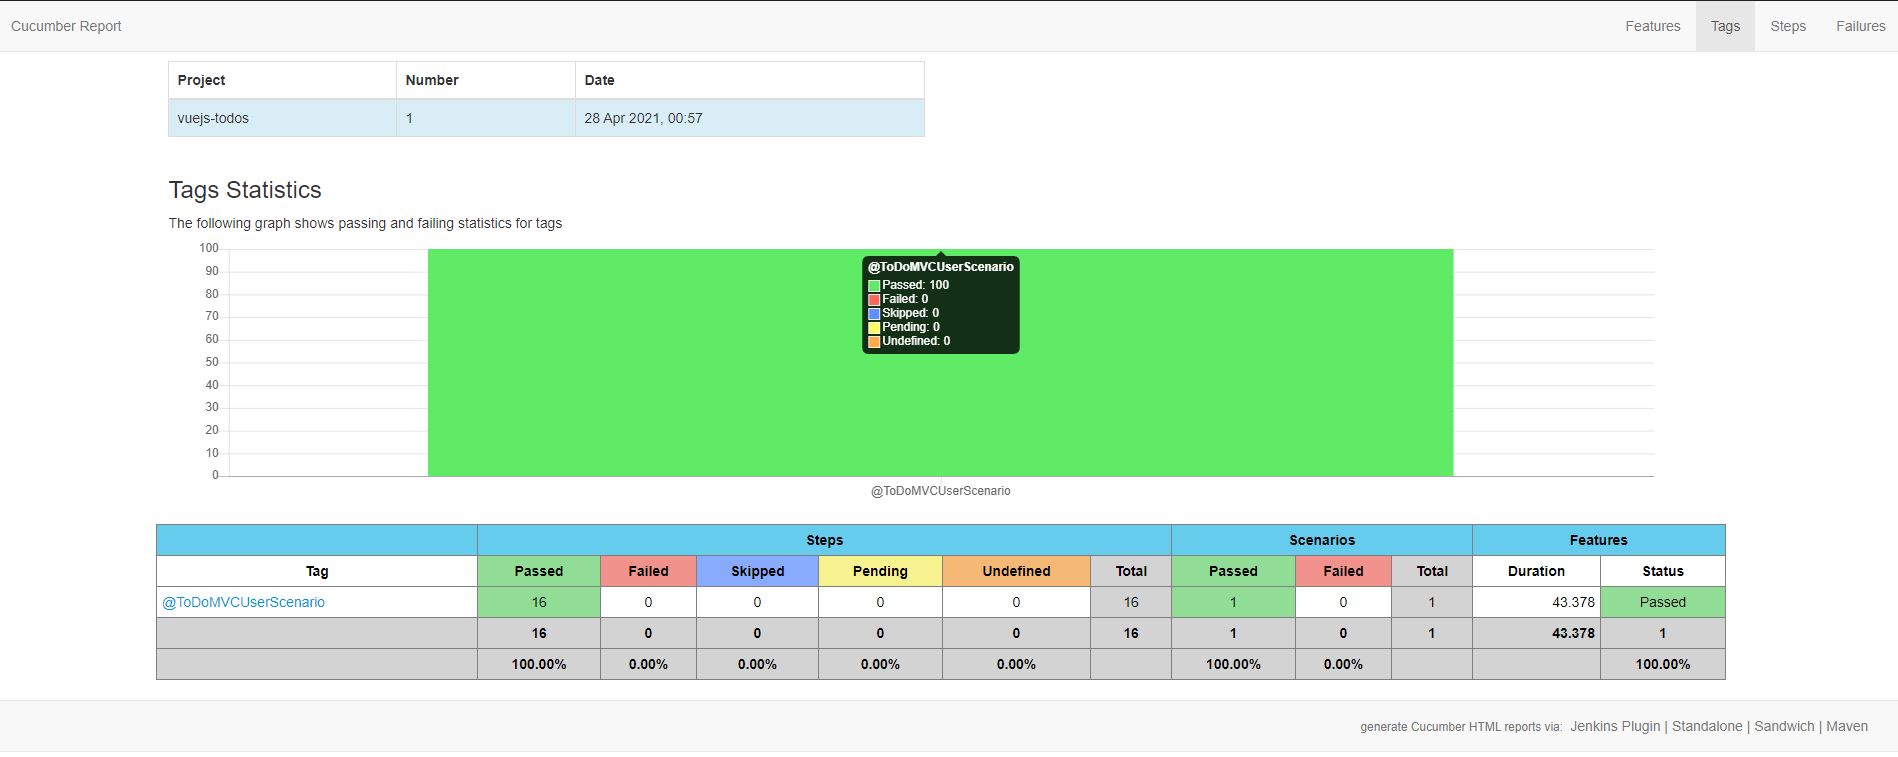 Cucumber Report Features Tags Steps Failures
Project Number Date
vuejs-todos 1 28 Apr 2021, 00:57
Tags Statistics
The following graph shows passing and failing statistics for tags
100
90
80
70
60
50
40
30
20
10
0
@ToDoMVCUserScenario
Passed: 100
Failed: 0
Skipped: 0
Pending: 0
Undefined: 0
@ToDoMVCUserScenario
Steps Scenarios Features
Tag Passed Failed Skipped Pending Undefined Total Passed Failed Total Duration Status
@ToDoMVCUserScenario 16 0 0 0 0 16 1 0 1 43.378 Passed
16 0 0 0 0 16 1 0 1 43.378 1
100.00% 0.00% 0.00% 0.00% 0.00% 100.00% 0.00% 100.00%
generate Cucumber HTML reports via: Jenkins Plugin | Standalone | Sandwich | Maven